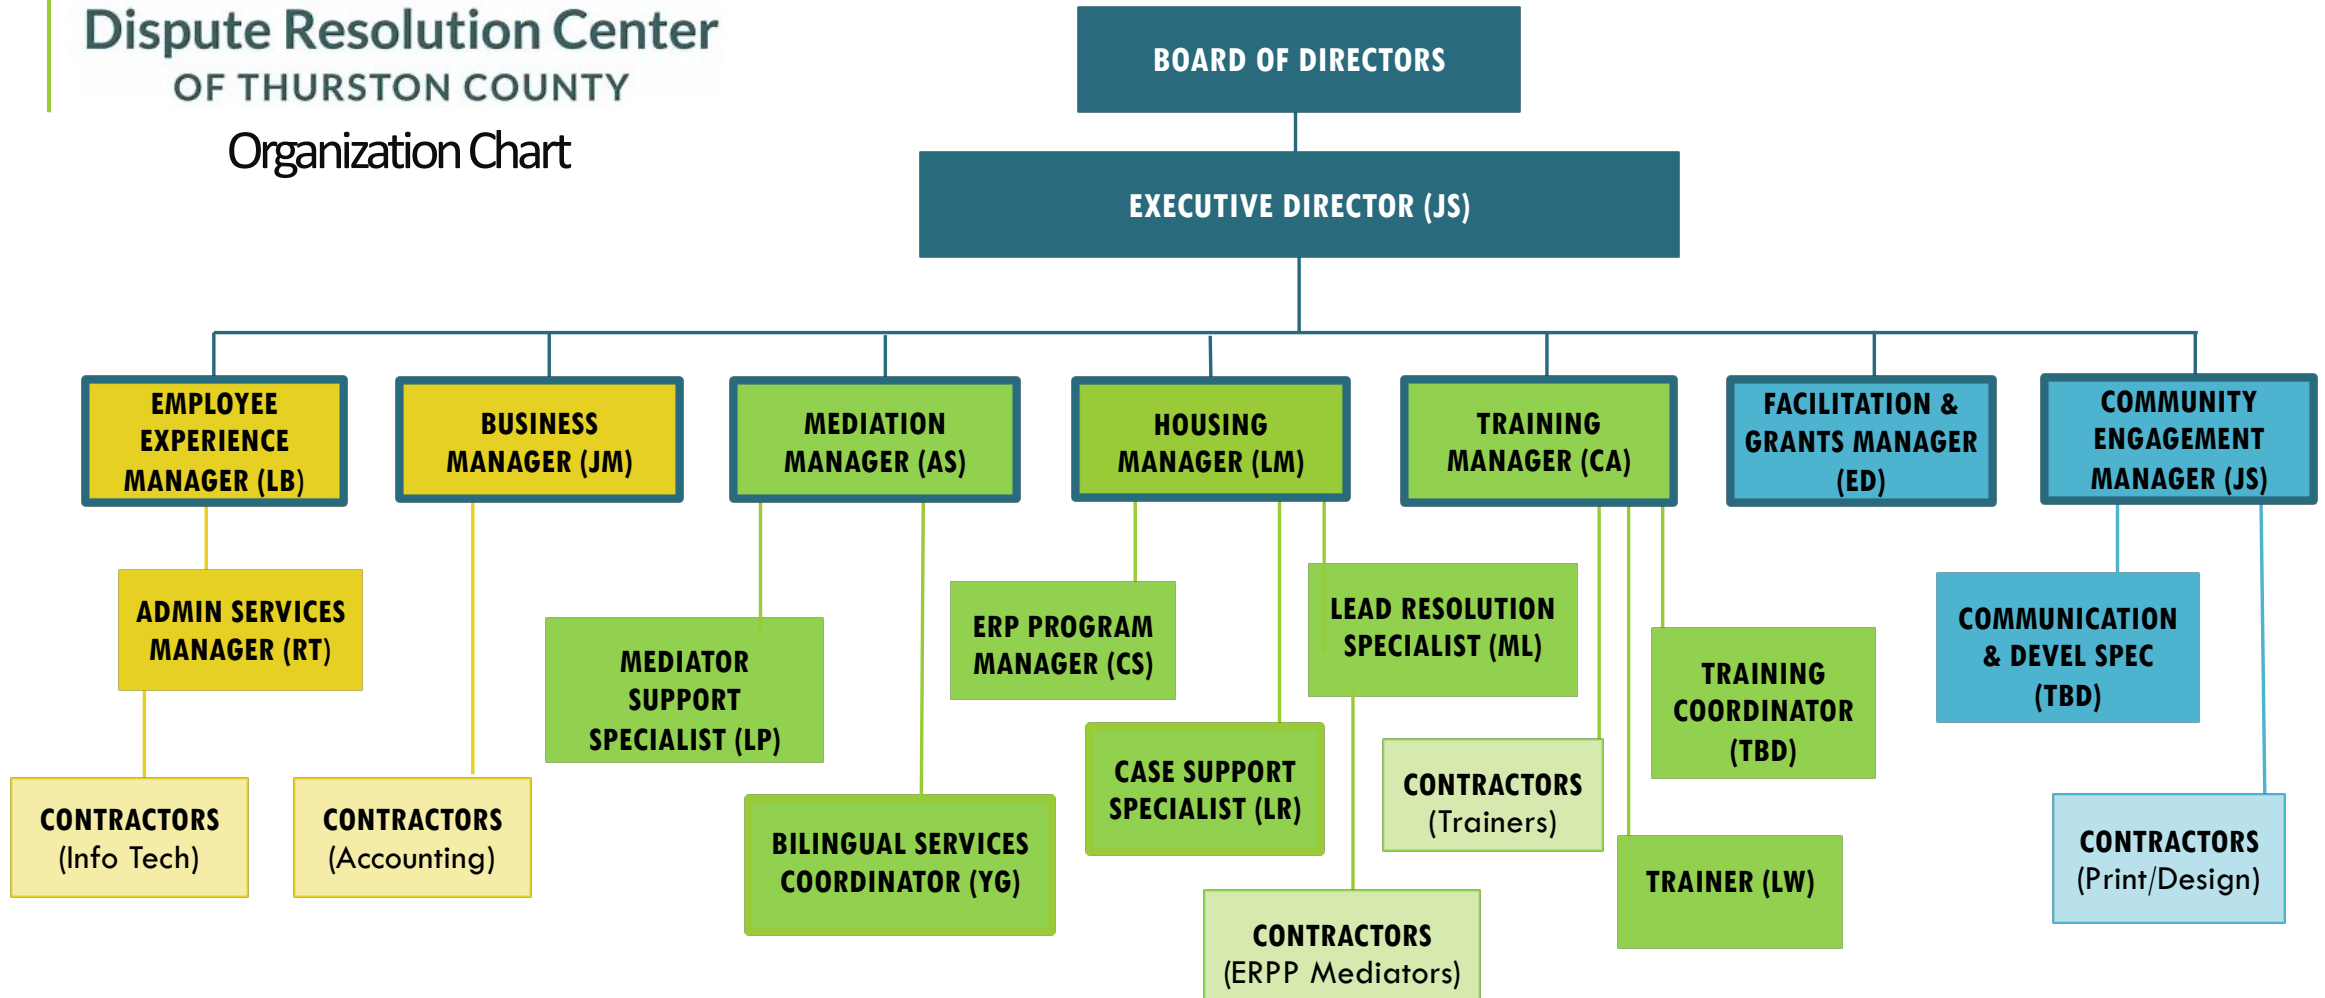 Dispute Resolution Center
OF THURSTON COUNTY
Organization Chart
BOARD OF DIRECTORS
EXECUTIVE DIRECTOR (JS)
EMPLOYEE
EXPERIENCE
MANAGER (LB)
BUSINESS
MANAGER (JM)
MEDIATION
MANAGER (AS)
HOUSING
MANAGER (LM)
TRAINING
MANAGER (CA)
FACILITATION &
GRANTS MANAGER
(ED)
COMMUNITY
ENGAGEMENT
MANAGER (JS)
ADMIN SERVICES
MANAGER (RT)
MEDIATOR
SUPPORT
SPECIALIST (LP)
ERP PROGRAM
MANAGER (CS)
LEAD RESOLUTION
SPECIALIST (ML)
TRAINING
COORDINATOR
(TBD)
COMMUNICATION
& DEVEL SPEC
(TBD)
CONTRACTORS
(Info Tech)
CONTRACTORS
(Accounting)
BILINGUAL SERVICES
COORDINATOR (YG)
CASE SUPPORT
SPECIALIST (LR)
CONTRACTORS
(Trainers)
TRAINER (LW)
CONTRACTORS
(Print/Design)
CONTRACTORS
(ERPP Mediators)